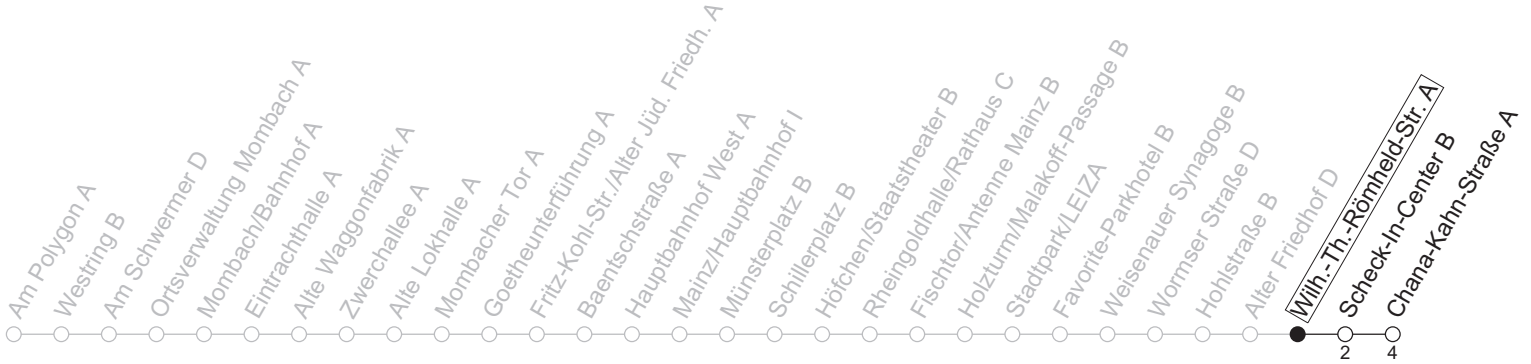 Am Polygon A
Westring B
Am Schwermer D
Ortsverwaltung Mombach A
Mombach/Bahnhof A
Eintrachthalle A
Alte Waggonfabrik A
Zwerchallee A
Alte Lokhalle A
Mombacher Tor A
Goetheunterführung A
Fritz-Kohl-Str./Alter Jüd. Friedh. A
Baentschstraße A
Hauptbahnhof West A
Mainz/Hauptbahnhof I
Münsterplatz B
Schillerplatz B
Höfchen/Staatstheater B
Rheingoldhalle/Rathaus C
Fischtor/Antenne Mainz B
Holzturm/Malakoff-Passage B
Stadtpark/LEIZA
Favorite-Parkhotel B
Weisenauer Synagoge B
Wormser Straße D
Hohlstraße B
Alter Friedhof D
Wilh.-Th.-Römheld-Str. A
Scheck-In-Center B
Chana-Kahn-Straße A
2 4